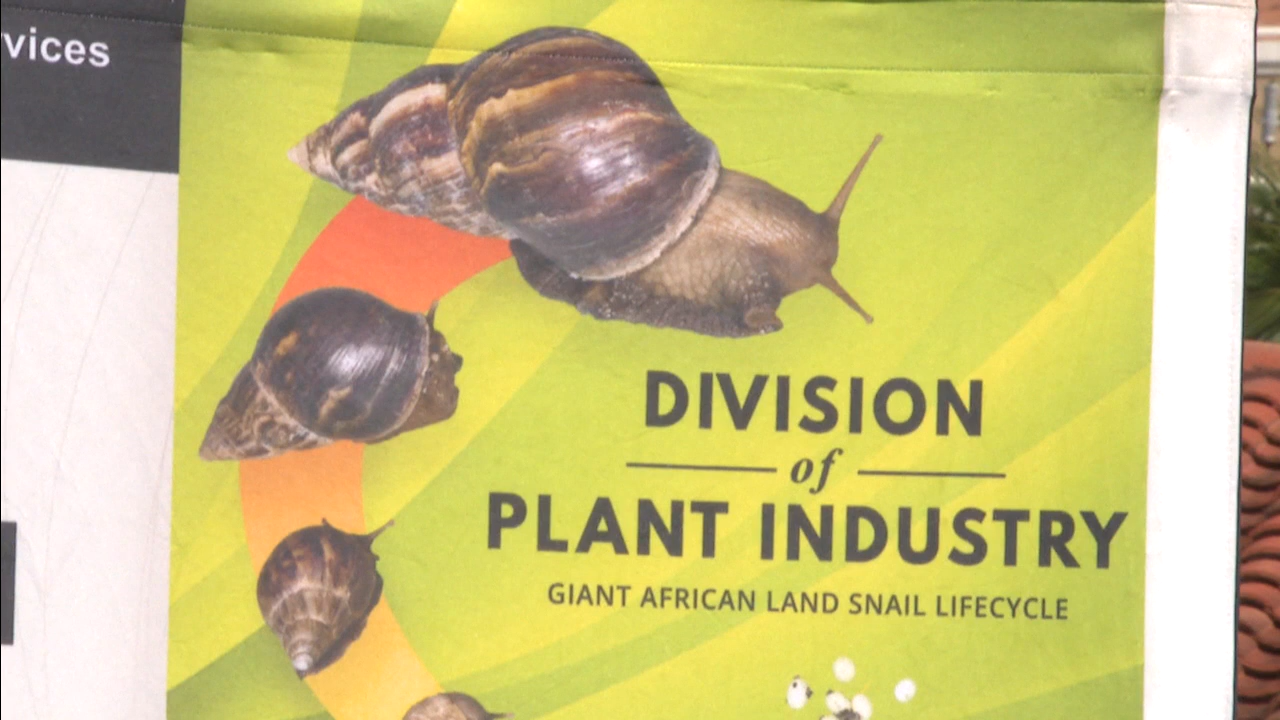 vices
DIVISION
of
PLANT INDUSTRY
GIANT AFRICAN LAND SNAIL LIFECYCLE